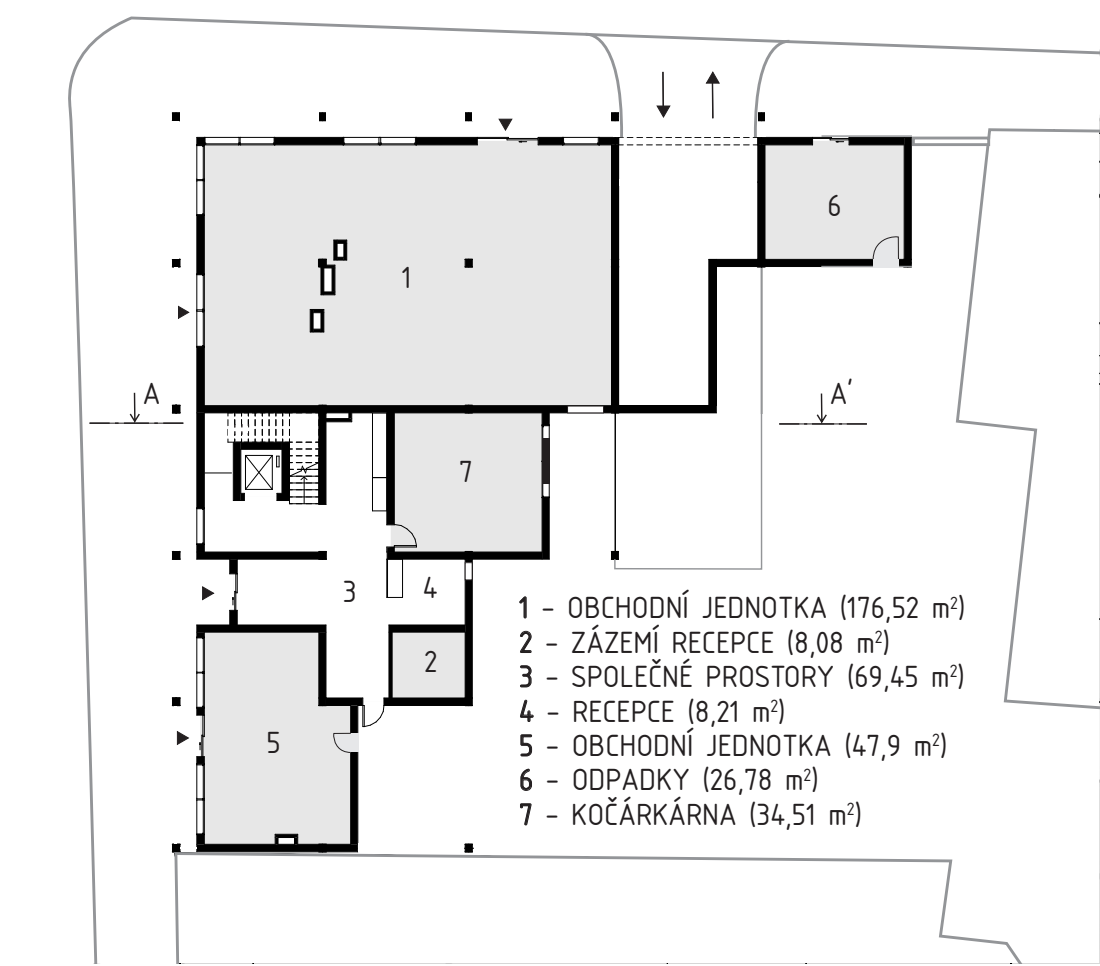 6
1
A
A'
7
3
4
2
5
1 – OBCHODNÍ JEDNOTKA (176,52 m²)
2 – ZÁZEMÍ RECEPCE (8,08 m²)
3 – SPOLEČNÉ PROSTORY (69,45 m²)
4 – RECEPCE (8,21 m²)
5 – OBCHODNÍ JEDNOTKA (47,9 m²)
6 – ODPADKY (26,78 m²)
7 – KOČÁRKÁRNA (34,51 m²)